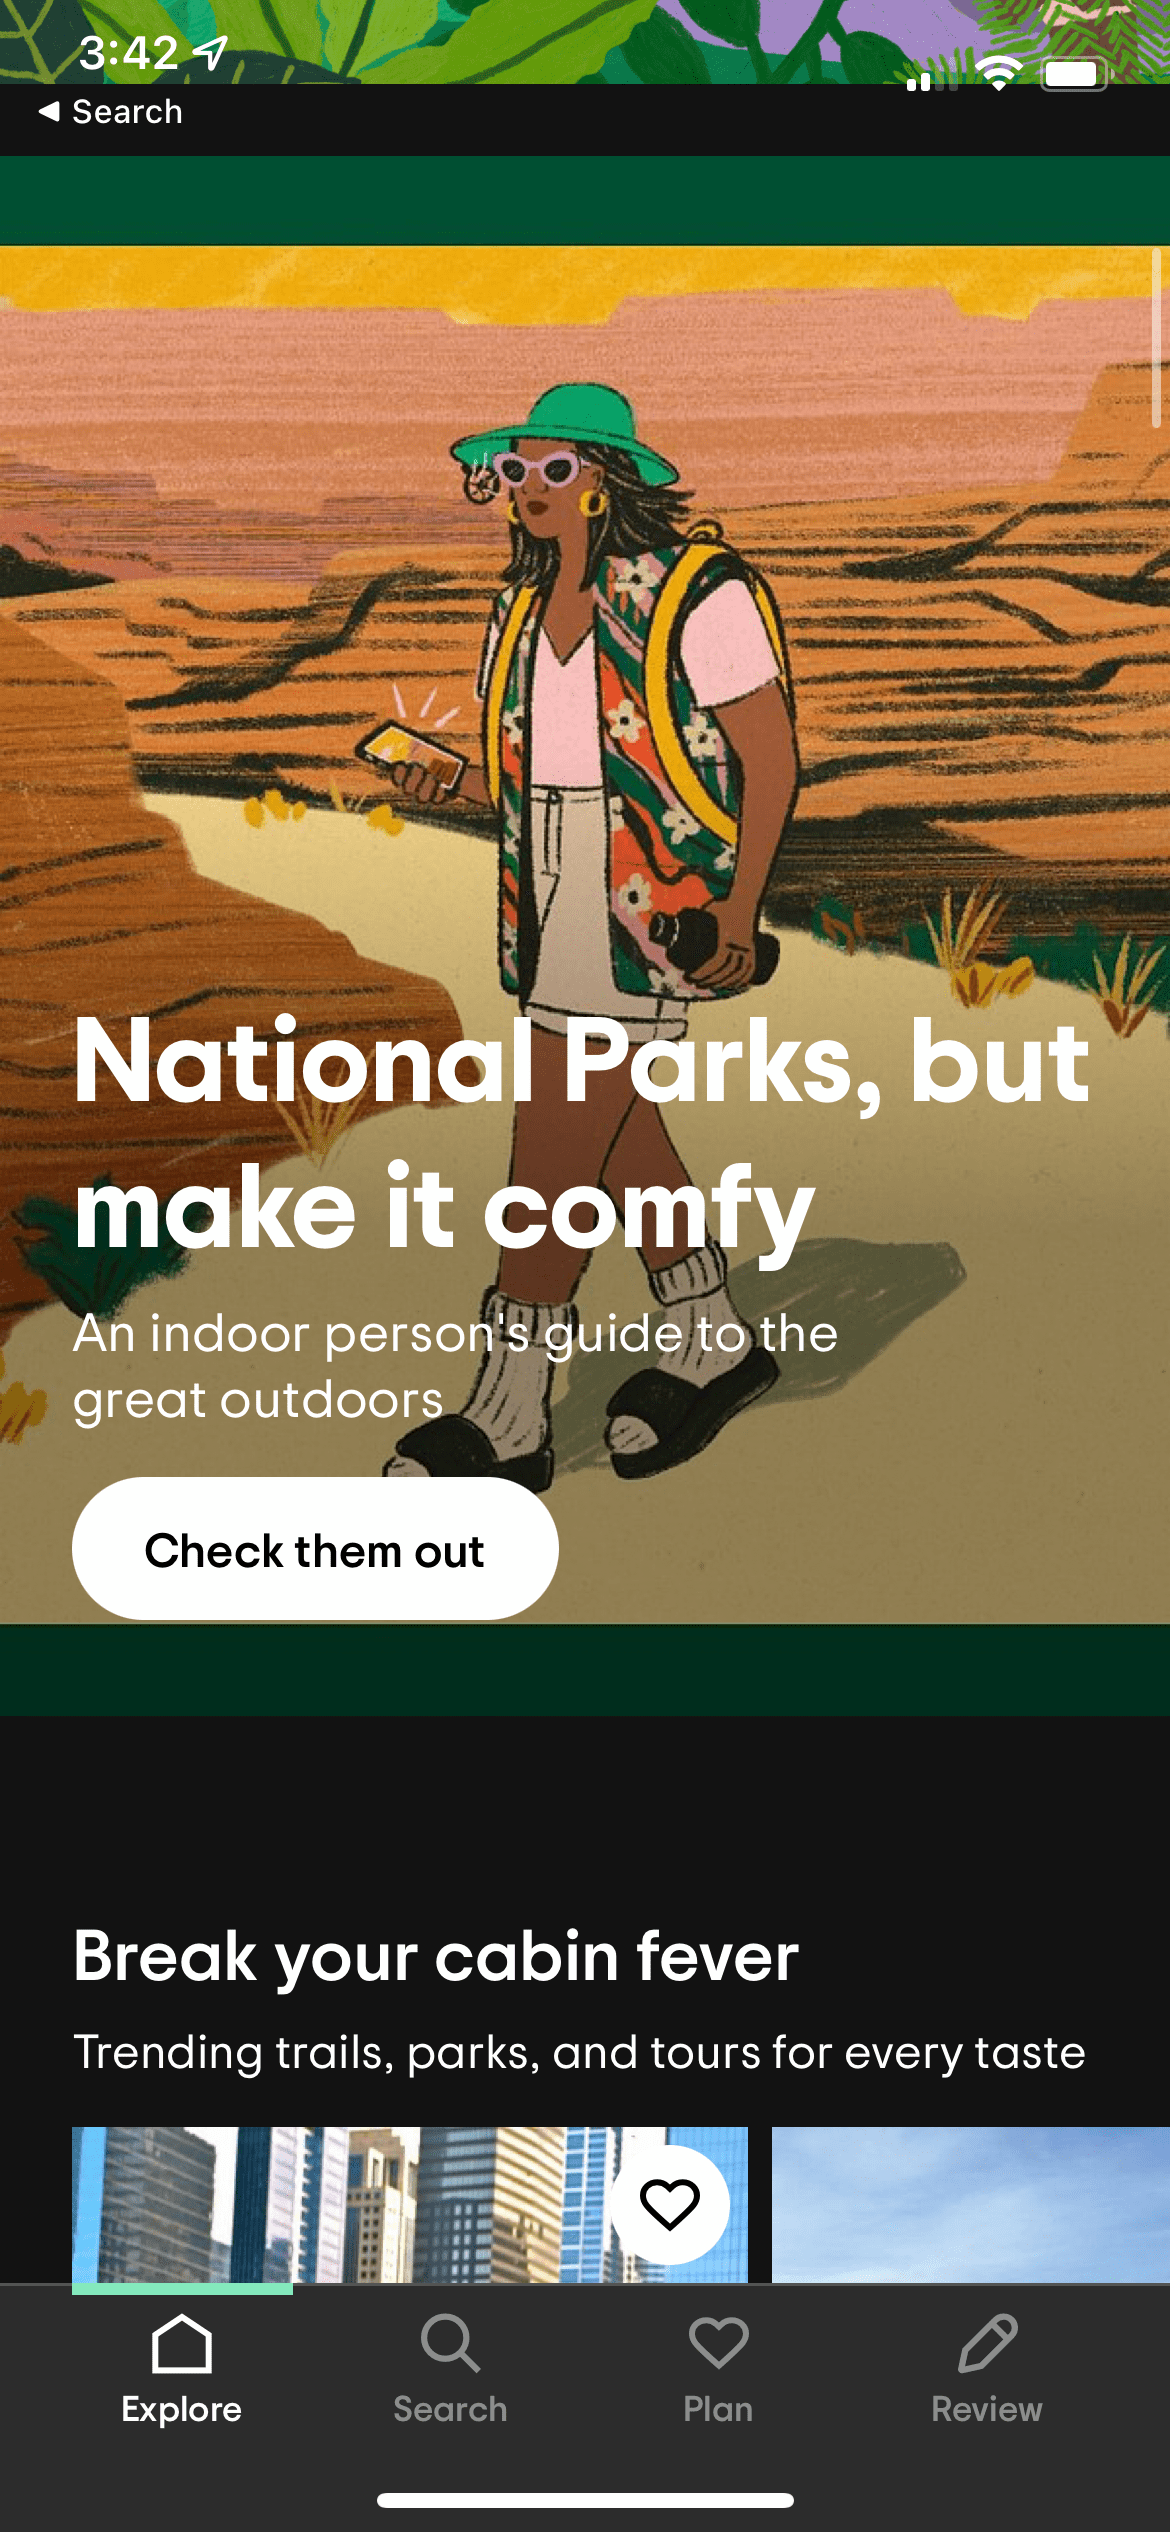 3:42
Search
National Parks, but
make it comfy
An indoor person's guide to the
great outdoors
Check them out
Break your cabin fever
Trending trails, parks, and tours for every taste
Explore
Search
Plan
Review